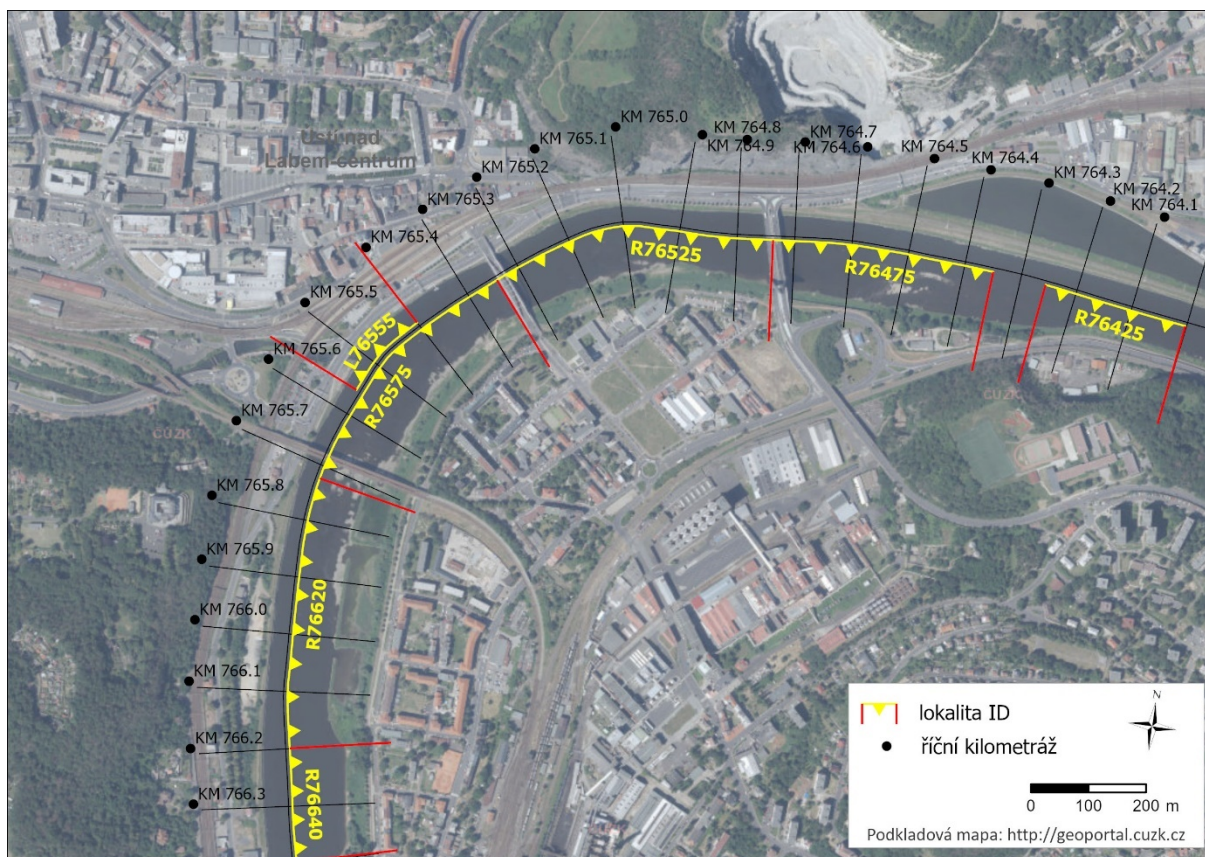 Ústí nad
Labem-centrum
KM 765.0
KM 765.1
KM 765.2
KM 765.3
KM 765.4
KM 765.5
KM 765.6
KM 765.7
KM 765.8
KM 765.9
KM 766.0
KM 766.1
KM 766.2
KM 766.3
KM 764.8
KM 764.9
KM 764.7
KM 764.6
KM 764.5
KM 764.4
KM 764.3
KM 764.2
KM 764.1
R76525
R76475
R76425
L76555
R76575
R76620
R76640
ČÚZK
ČÚZK
lokalita ID
říční kilometráž
N
0 100 200 m
Podkladová mapa: http://geoportal.cuzk.cz